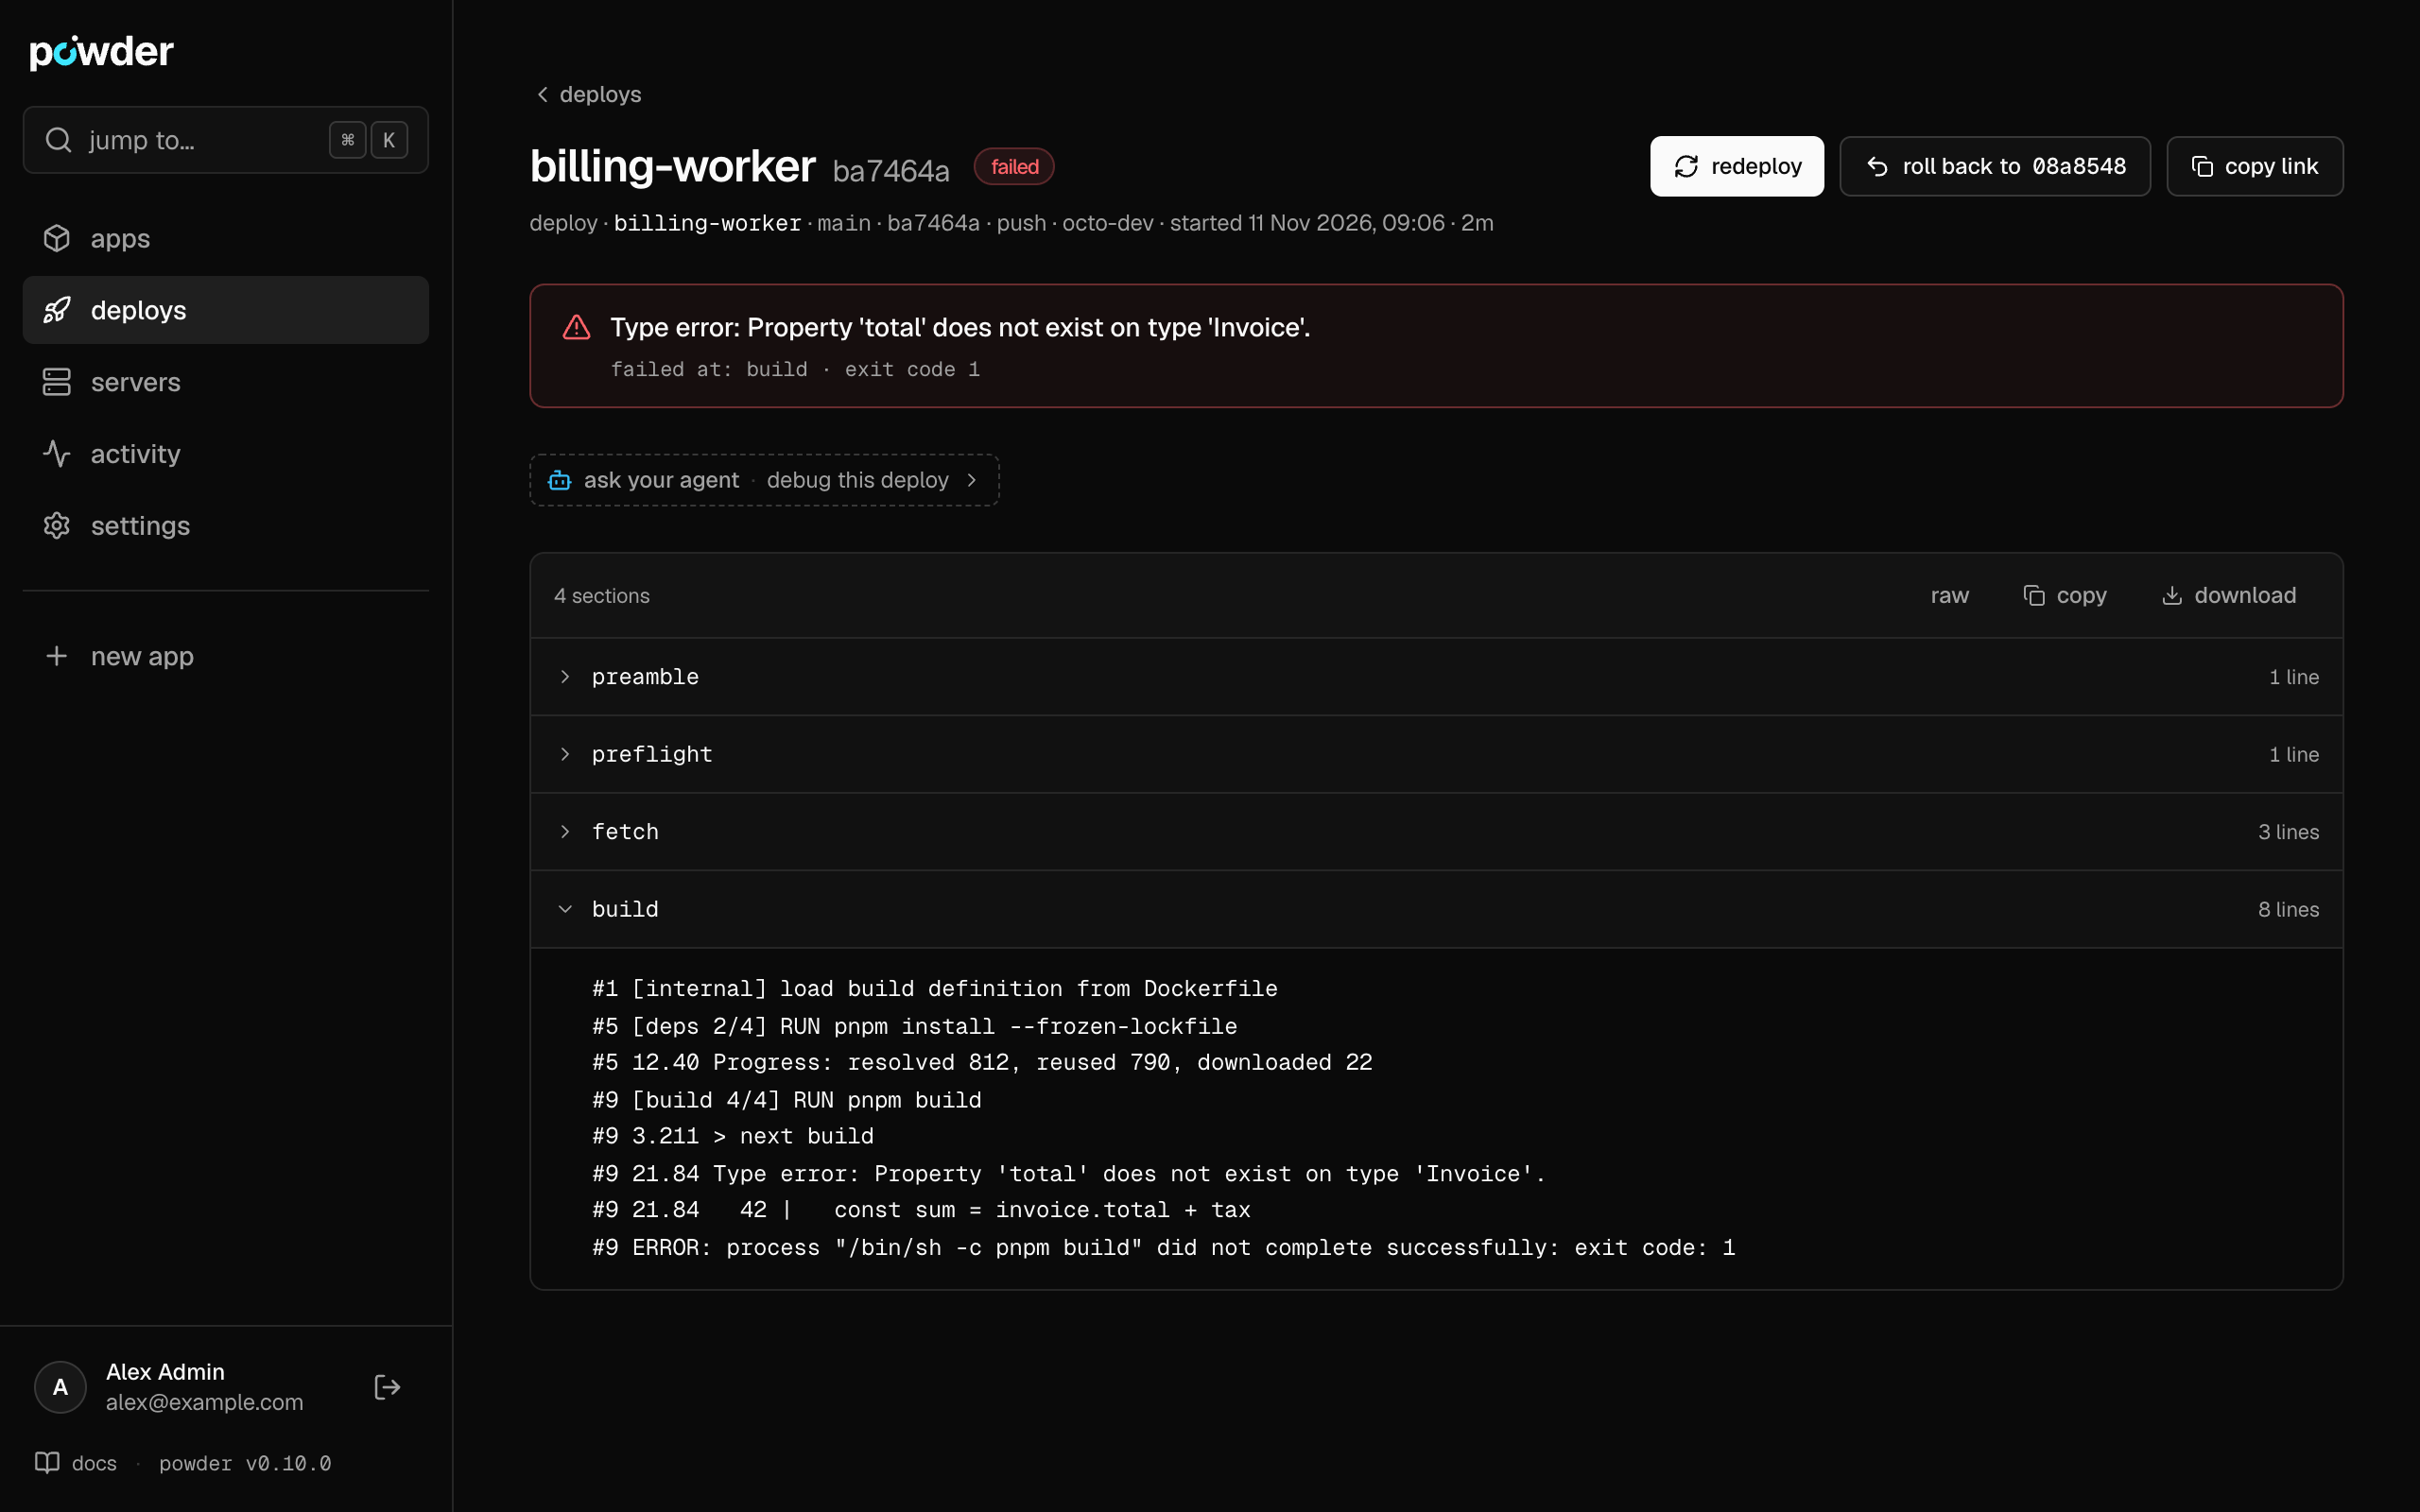 powder
jump to... ⌘ K
apps
deploys
servers
activity
settings
new app
Alex Admin
A
alex@example.com
docs · powder v0.10.0
deploys
billing-worker ba7464a failed
redeploy
roll back to 08a8548
copy link
deploy · billing-worker · main · ba7464a · push · octo-dev · started 11 Nov 2026, 09:06 · 2m
Type error: Property 'total' does not exist on type 'Invoice'.
failed at: build · exit code 1
ask your agent · debug this deploy
4 sections
raw
copy
download
preamble 1 line
preflight 1 line
fetch 3 lines
build 8 lines
#1 [internal] load build definition from Dockerfile
#5 [deps 2/4] RUN pnpm install --frozen-lockfile
#5 12.40 Progress: resolved 812, reused 790, downloaded 22
#9 [build 4/4] RUN pnpm build
#9 3.211 > next build
#9 21.84 Type error: Property 'total' does not exist on type 'Invoice'.
#9 21.84   42 |   const sum = invoice.total + tax
#9 ERROR: process "/bin/sh -c pnpm build" did not complete successfully: exit code: 1